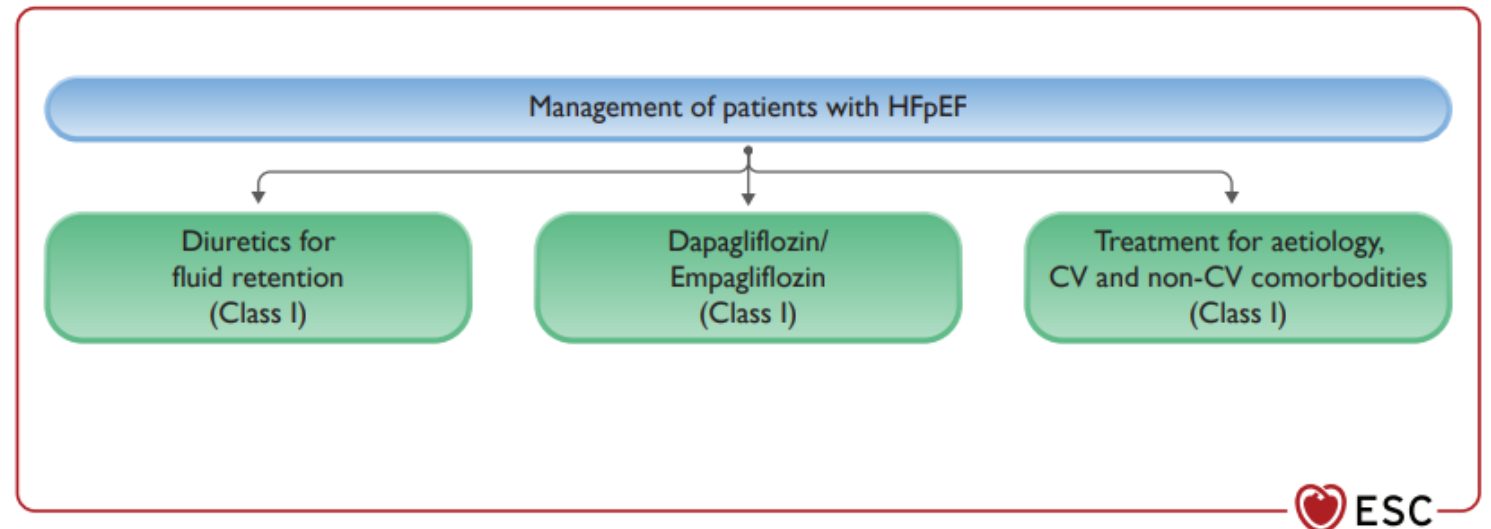 Management of patients with HFpEF
Diuretics for
fluid retention
(Class I)
Dapagliflozin/
Empagliflozin
(Class I)
Treatment for aetiology,
CV and non-CV comorbodities
(Class I)
ESC